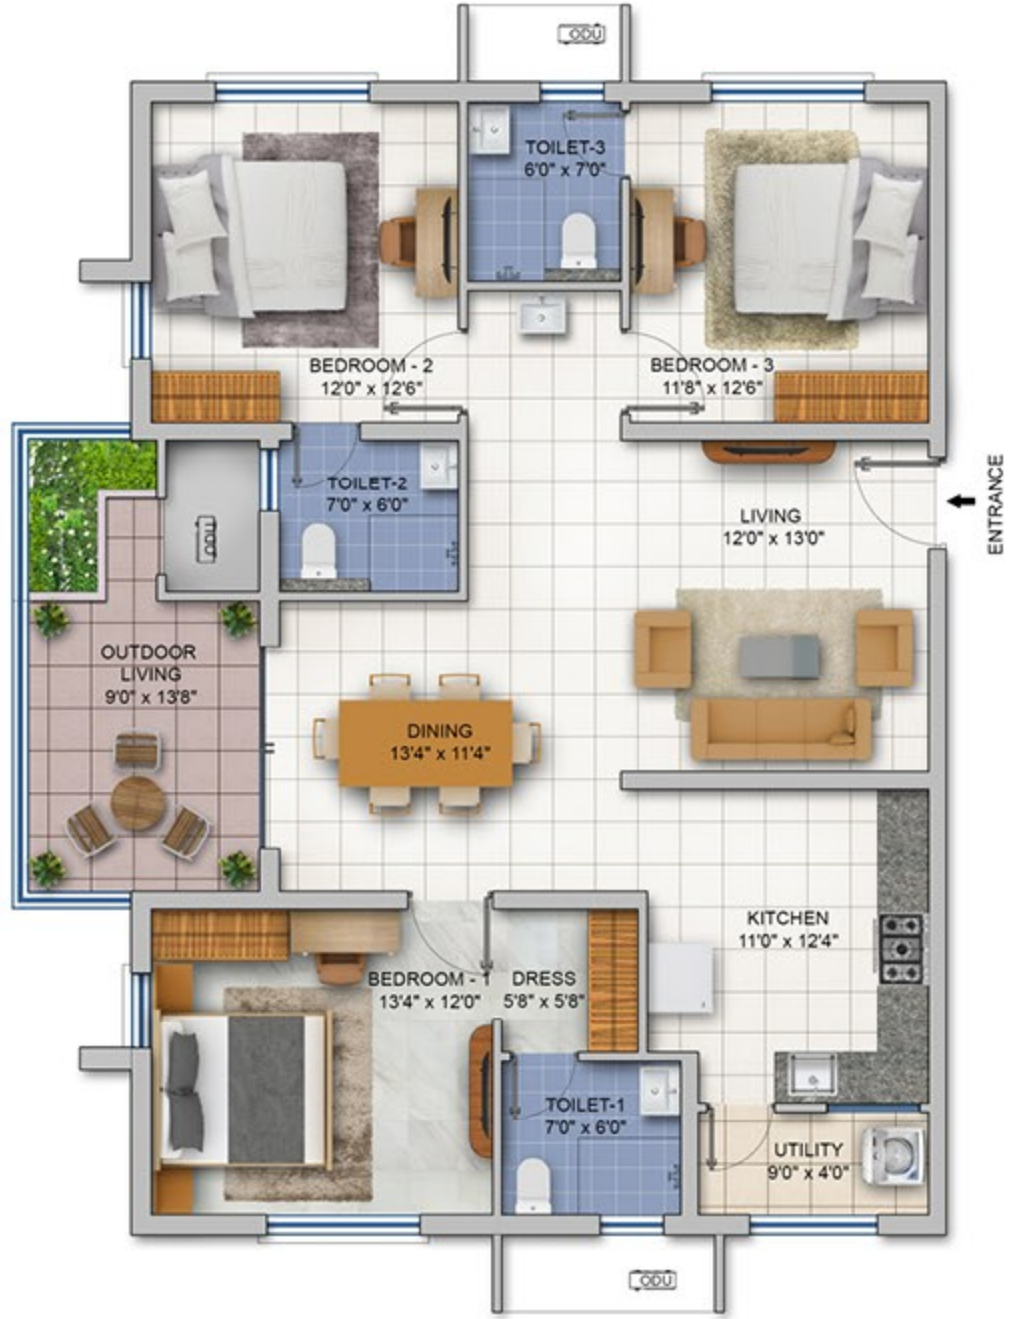 ODU
TOILET-3
6'0" x 7'0"
BEDROOM - 2
12'0" x 12'6"
BEDROOM - 3
11'8" x 12'6"
TOILET-2
7'0" x 6'0"
ODU
LIVING
12'0" x 13'0"
ENTRANCE
OUTDOOR
LIVING
9'0" x 13'8"
DINING
13'4" x 11'4"
KITCHEN
11'0" x 12'4"
BEDROOM - 1
13'4" x 12'0"
DRESS
5'8" x 5'8"
TOILET-1
7'0" x 6'0"
UTILITY
9'0" x 4'0"
ODU